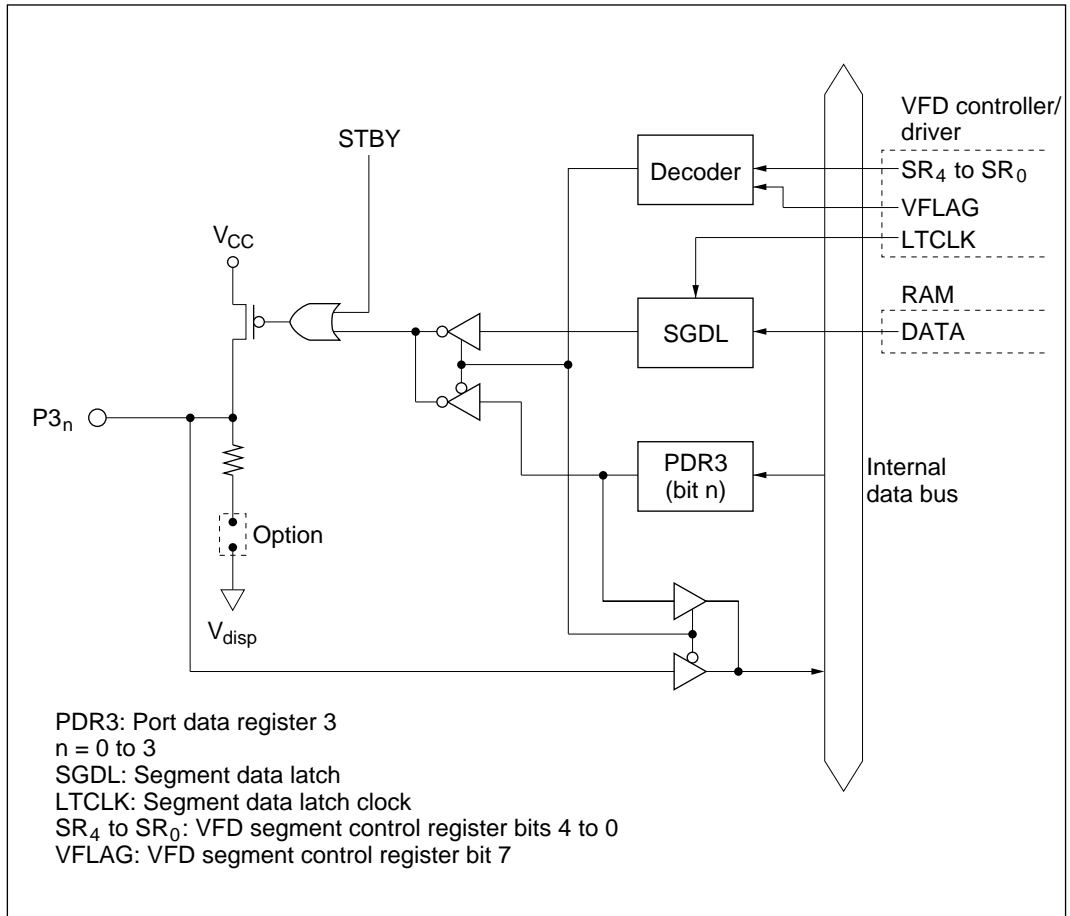 VFD controller/
driver
STBY
Decoder
SR4 to SR0
VFLAG
LTCLK
VCC
RAM
SGDL
DATA
P3n
PDR3
(bit n)
Internal
data bus
Option
Vdisp
PDR3: Port data register 3
n = 0 to 3
SGDL: Segment data latch
LTCLK: Segment data latch clock
SR4 to SR0: VFD segment control register bits 4 to 0
VFLAG: VFD segment control register bit 7